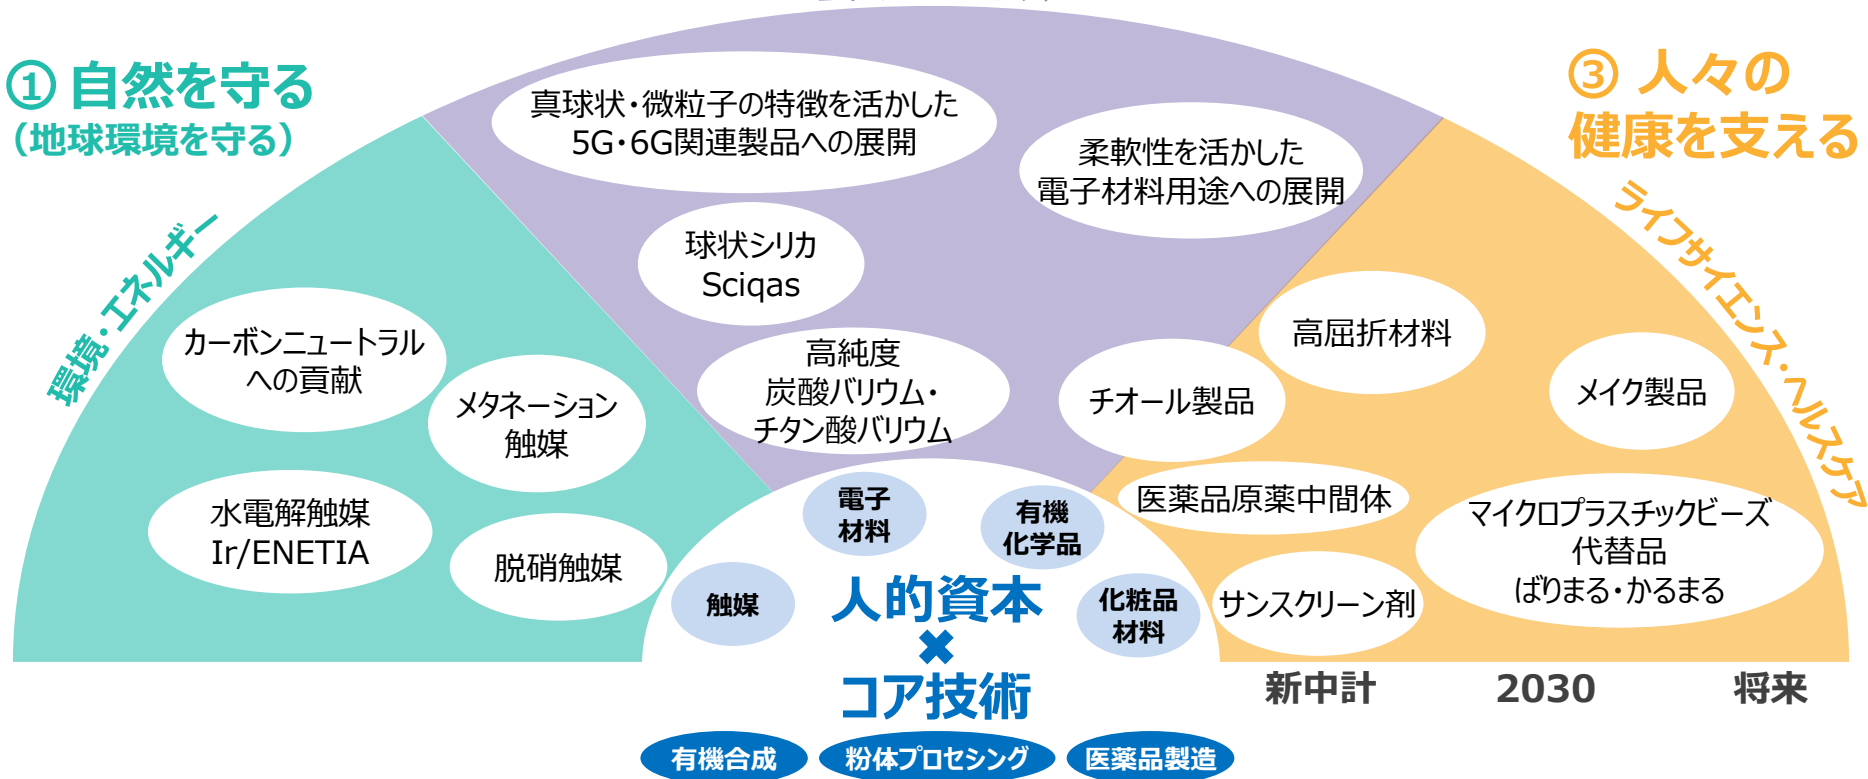 ① 自然を守る
（地球環境を守る）
③ 人々の
健康を支える
環境・エネルギー
ライフサイエンス・ヘルスケア
真球状・微粒子の特徴を活かした
5G・6G関連製品への展開
柔軟性を活かした
電子材料用途への展開
球状シリカ
Sciqas
高純度
炭酸バリウム・
チタン酸バリウム
カーボンニュートラル
への貢献
メタネーション
触媒
水電解触媒
Ir/ENETIA
脱硝触媒
高屈折材料
チオール製品
メイク製品
医薬品原薬中間体
マイクロプラスチックビーズ
代替品
ばりまる・かるまる
サンスクリーン剤
電子
材料
有機
化学品
触媒
化粧品
材料
人的資本
✖
コア技術
新中計
2030
将来
有機合成
粉体プロセシング
医薬品製造